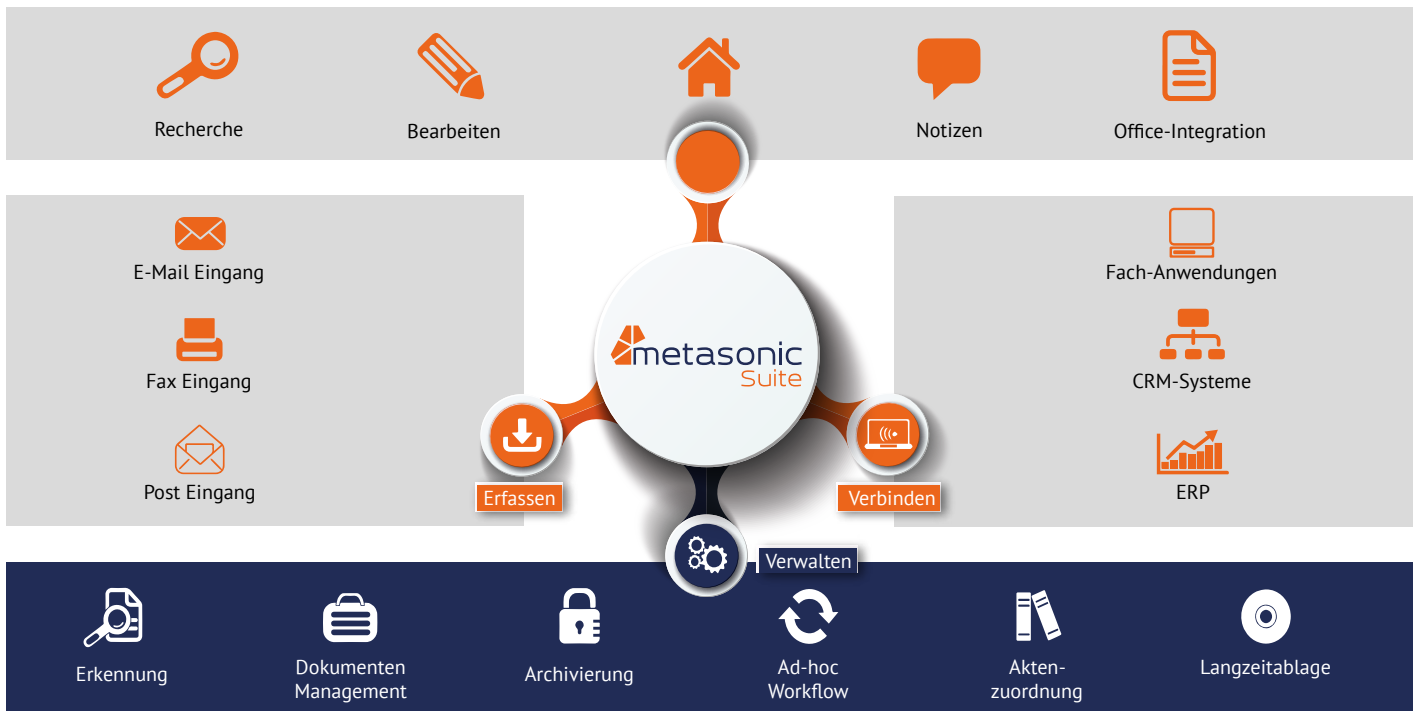 Recherche
Bearbeiten
Notizen
Office-Integration
E-Mail Eingang
Fax Eingang
Post Eingang
metasonic
Suite
Erfassen
Verbinden
Verwalten
Fach-Anwendungen
CRM-Systeme
ERP
Erkennung
Dokumenten
Management
Archivierung
Ad-hoc
Workflow
Akten-
zuordnung
Langzeitablage